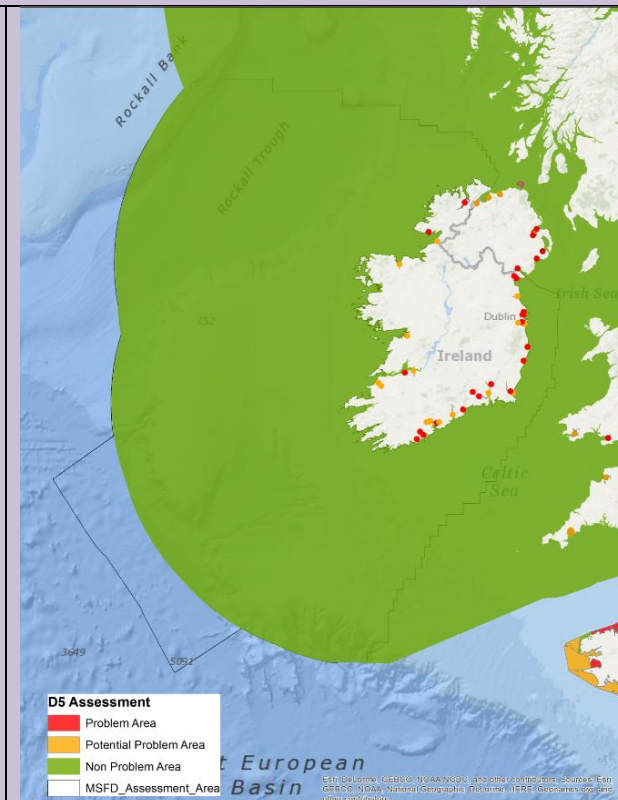 Rockall Bank
Rockall Trough
152
Irish Sea
Dublin
Ireland
Celtic
Sea
3649
5091
D5 Assessment
Problem Area
Potential Problem Area
Non Problem Area
MSFD_Assessment_Area
t European
Basin
Esri, DeLorme, GEBCO, NOAA NGDC, and other contributors, Sources: Esri,
GEBCO, NOAA, National Geographic, DeLorme, HERE, Geonames.org, and